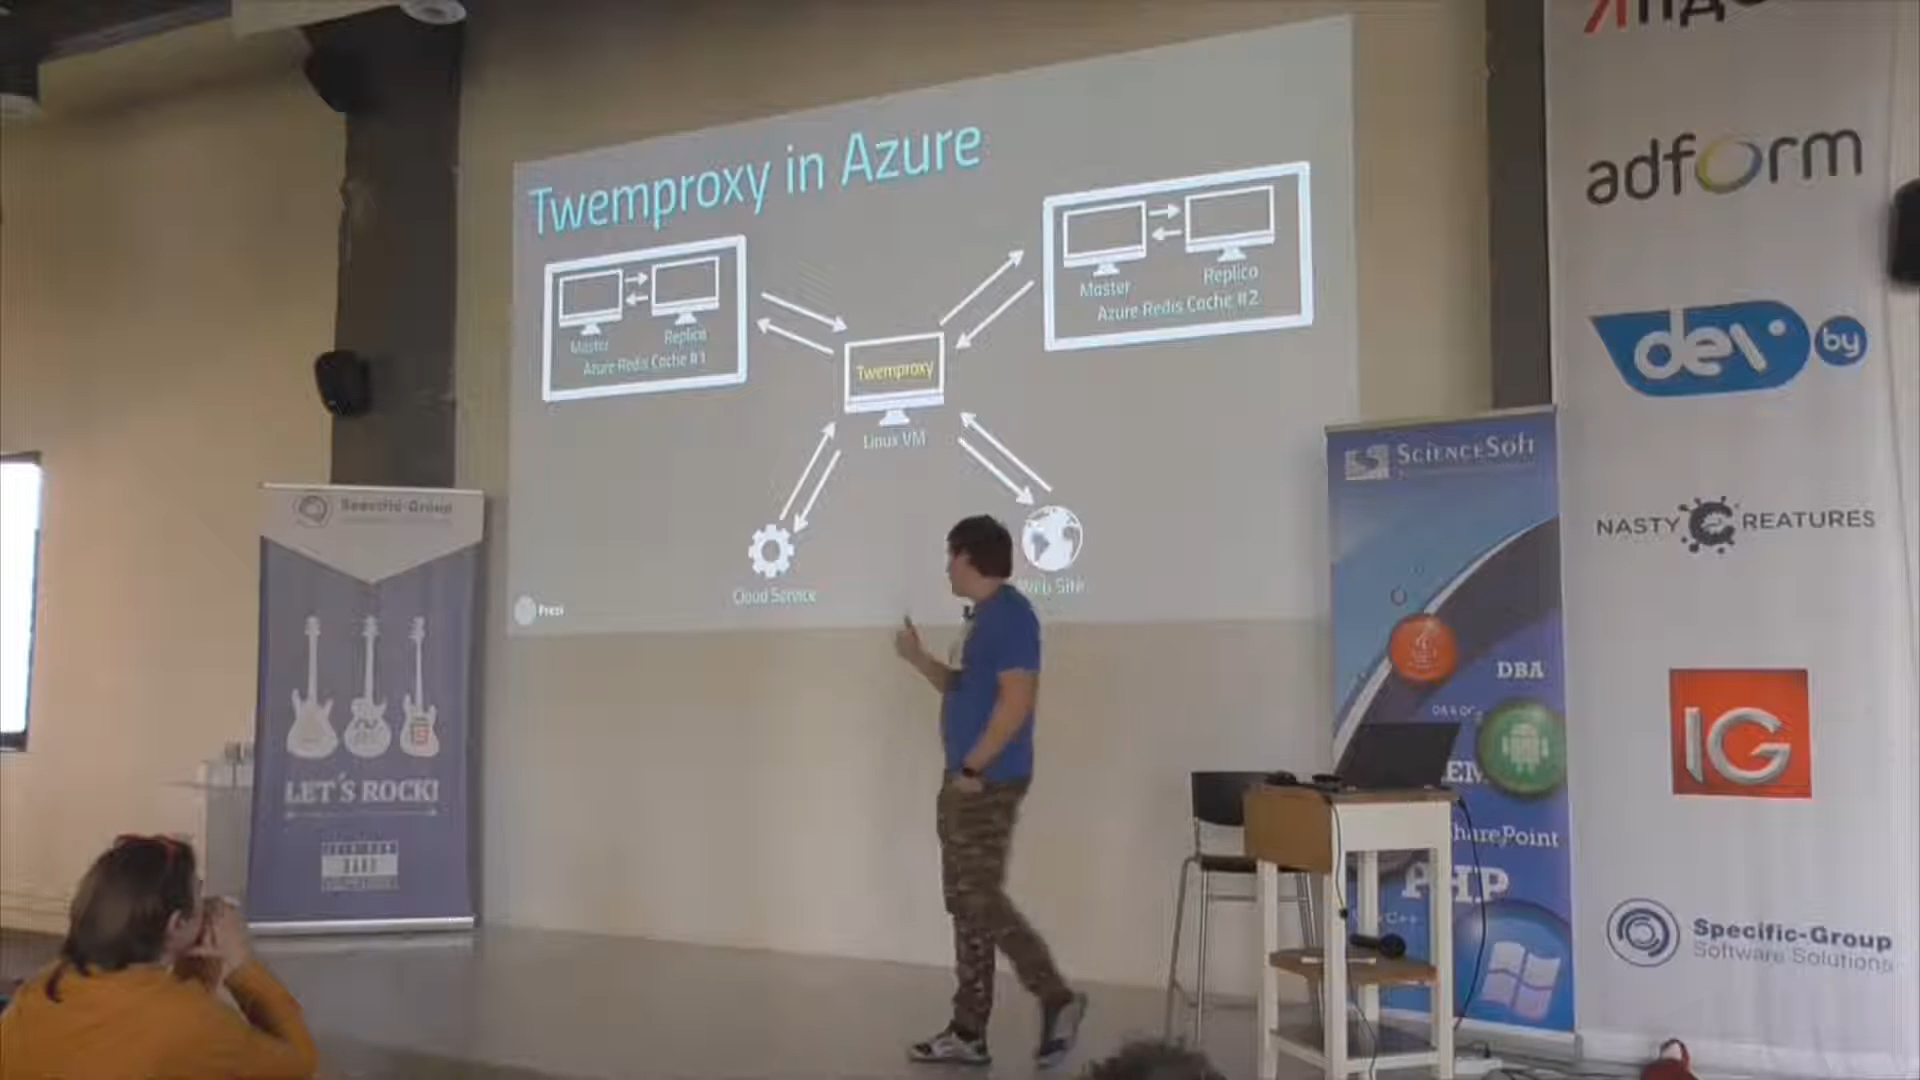 Twemproxy in Azure
Master
Replica
Azure Redis Cache #1
Master
Replica
Azure Redis Cache #2
Twemproxy
Linux VM
Cloud Service
Web Site
Prezi
Specific-Group
LET'S ROCK!
SCIENCESOFT
DBA
SharePoint
PHP
adform
dev by
NASTY CREATURES
IG
Specific-Group
Software Solutions